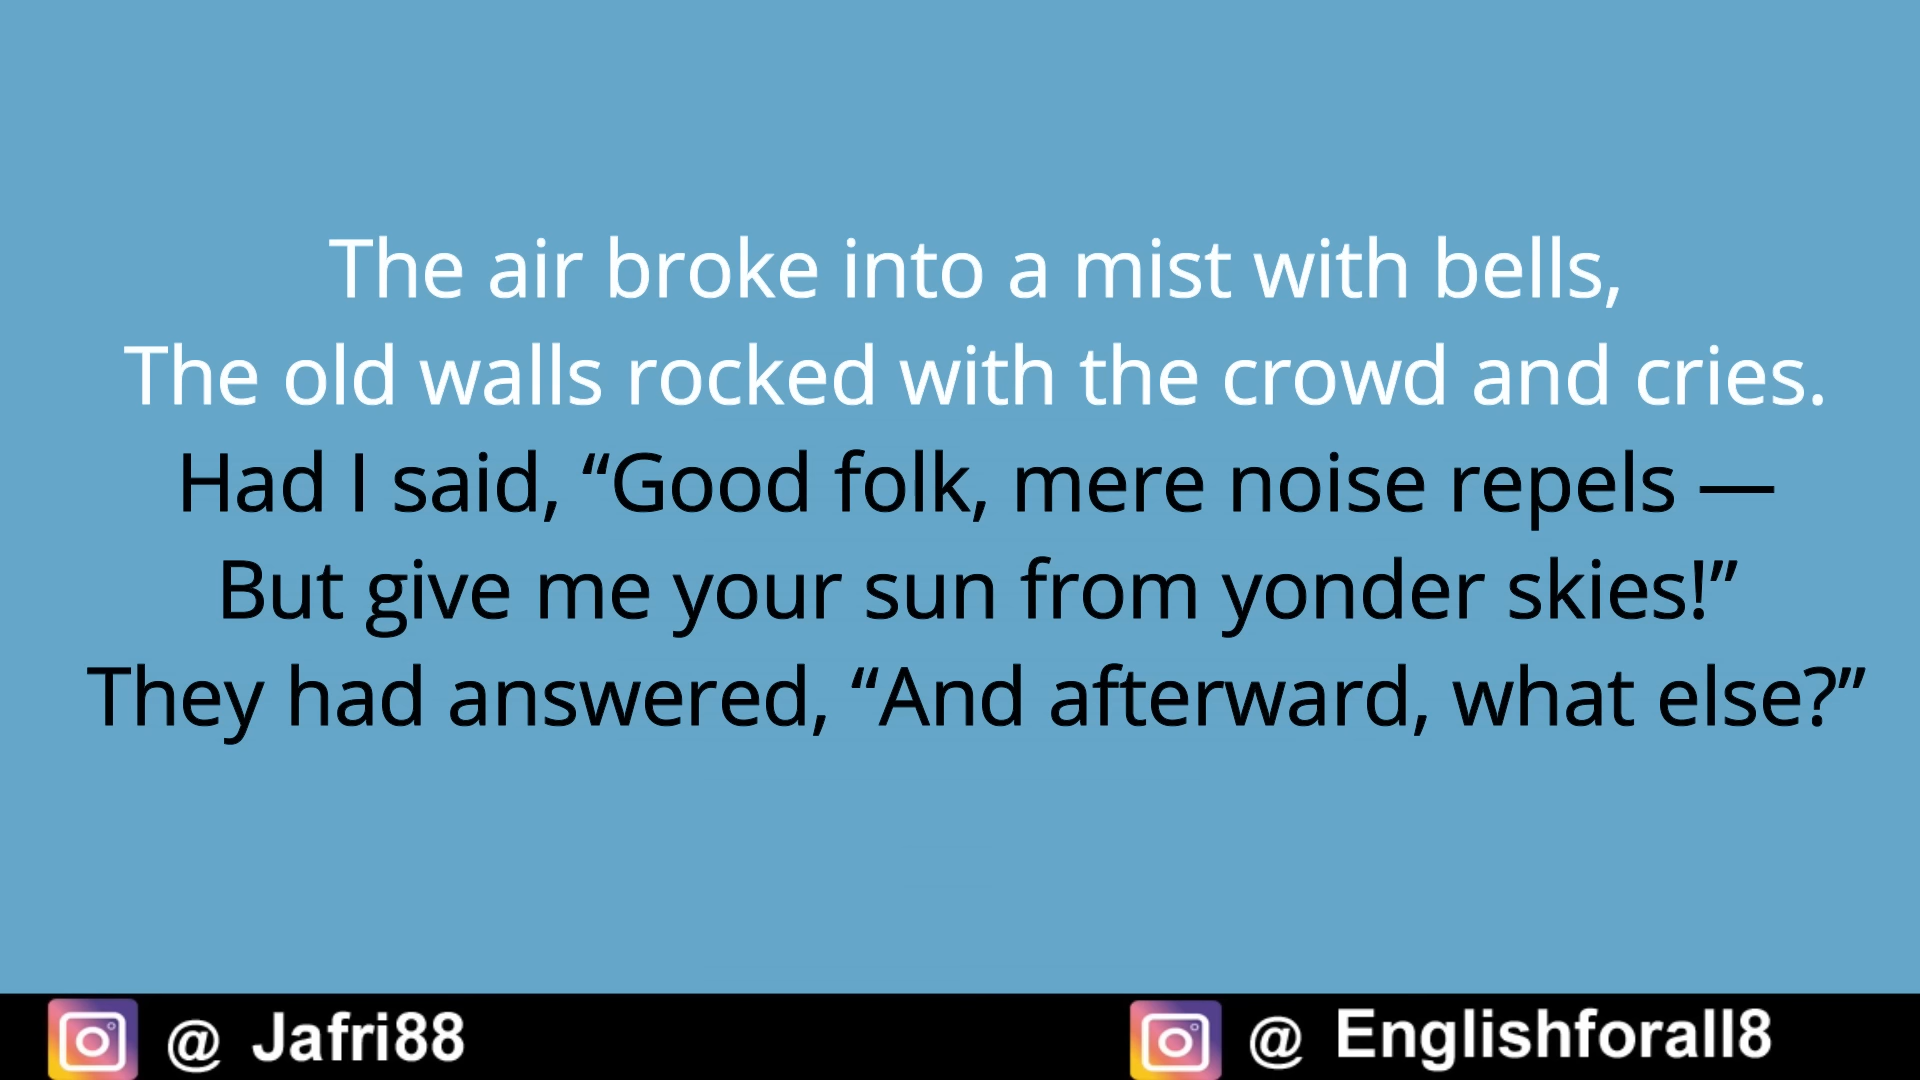 The air broke into a mist with bells,
The old walls rocked with the crowd and cries.
Had I said, “Good folk, mere noise repels —
But give me your sun from yonder skies!”
They had answered, “And afterward, what else?”
@ Jafri88
@ Englishforall8